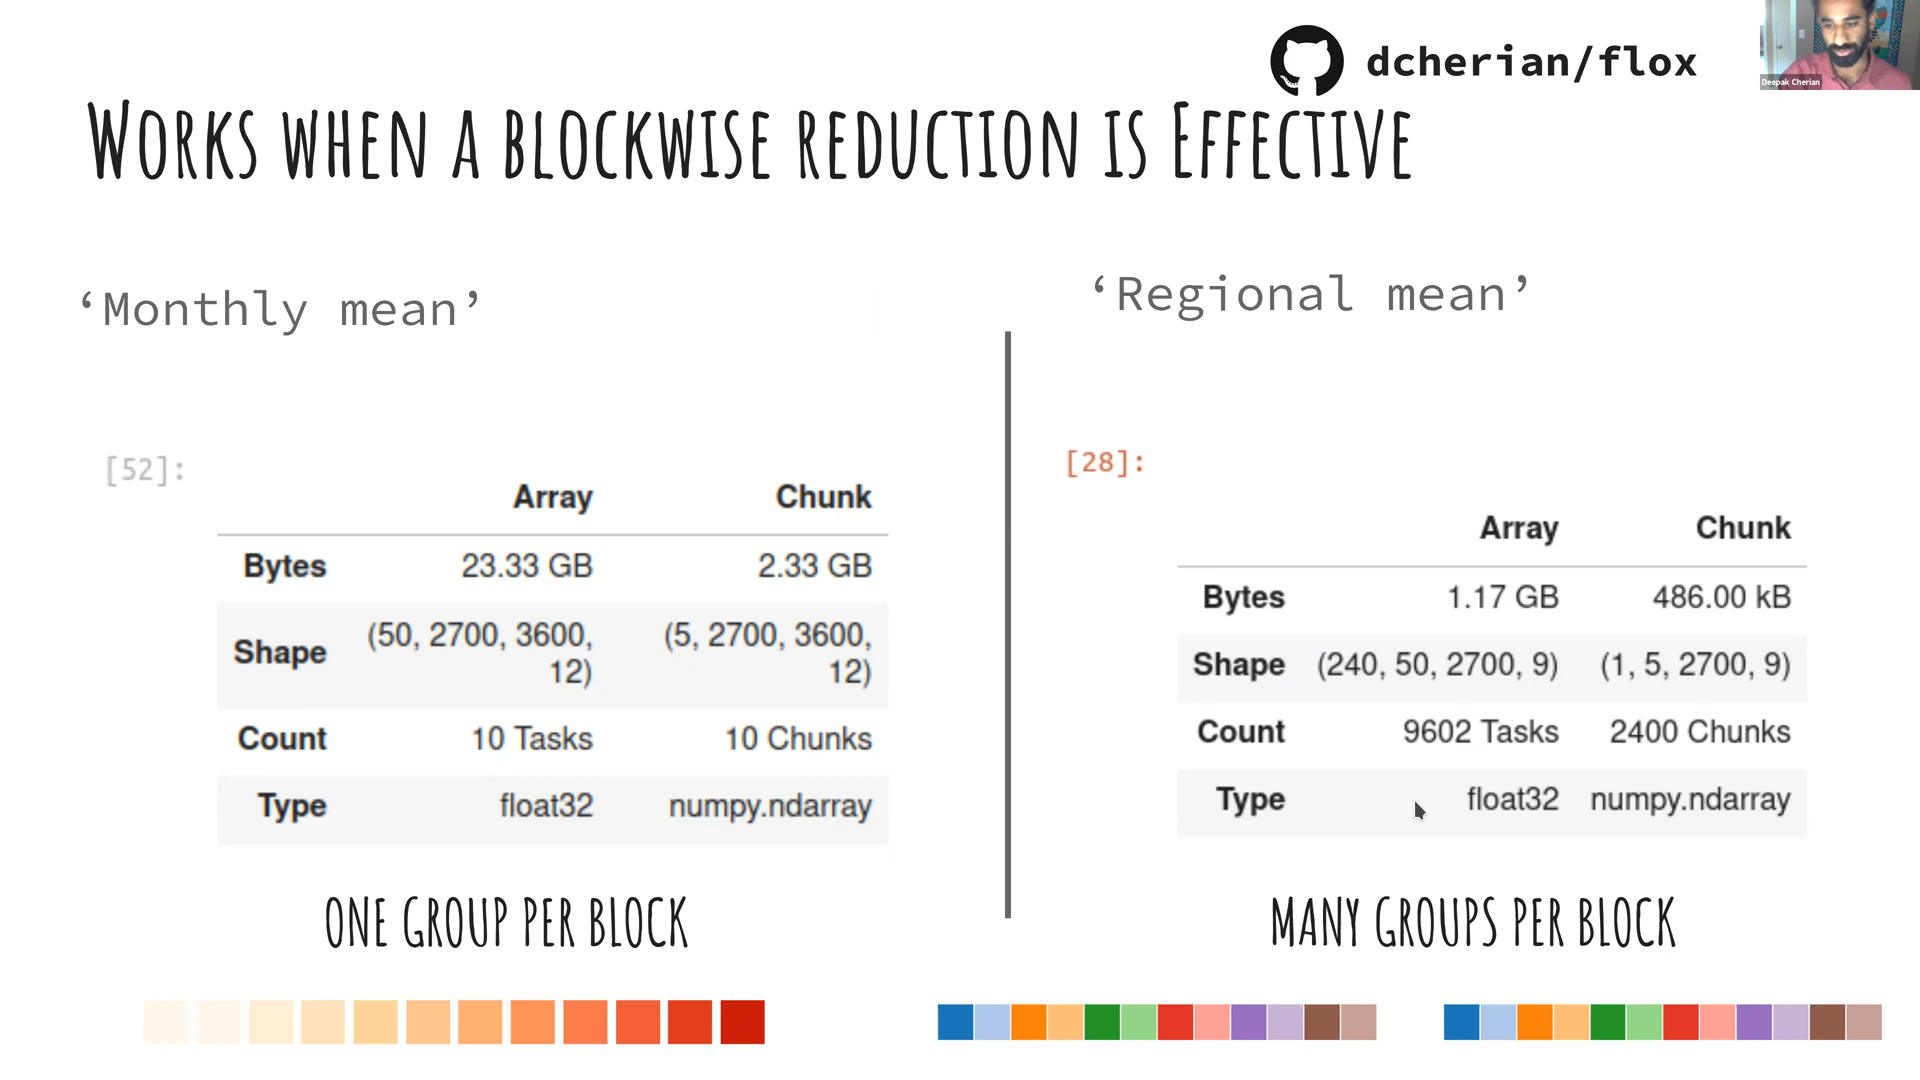 dcherian/flox
Deepak Cherian
WORKS WHEN A BLOCKWISE REDUCTION IS EFFECTIVE
‘Monthly mean’
[52]:
Array Chunk
Bytes 23.33 GB 2.33 GB
Shape (50, 2700, 3600, 12) (5, 2700, 3600, 12)
Count 10 Tasks 10 Chunks
Type float32 numpy.ndarray
ONE GROUP PER BLOCK
‘Regional mean’
[28]:
Array Chunk
Bytes 1.17 GB 486.00 kB
Shape (240, 50, 2700, 9) (1, 5, 2700, 9)
Count 9602 Tasks 2400 Chunks
Type float32 numpy.ndarray
MANY GROUPS PER BLOCK